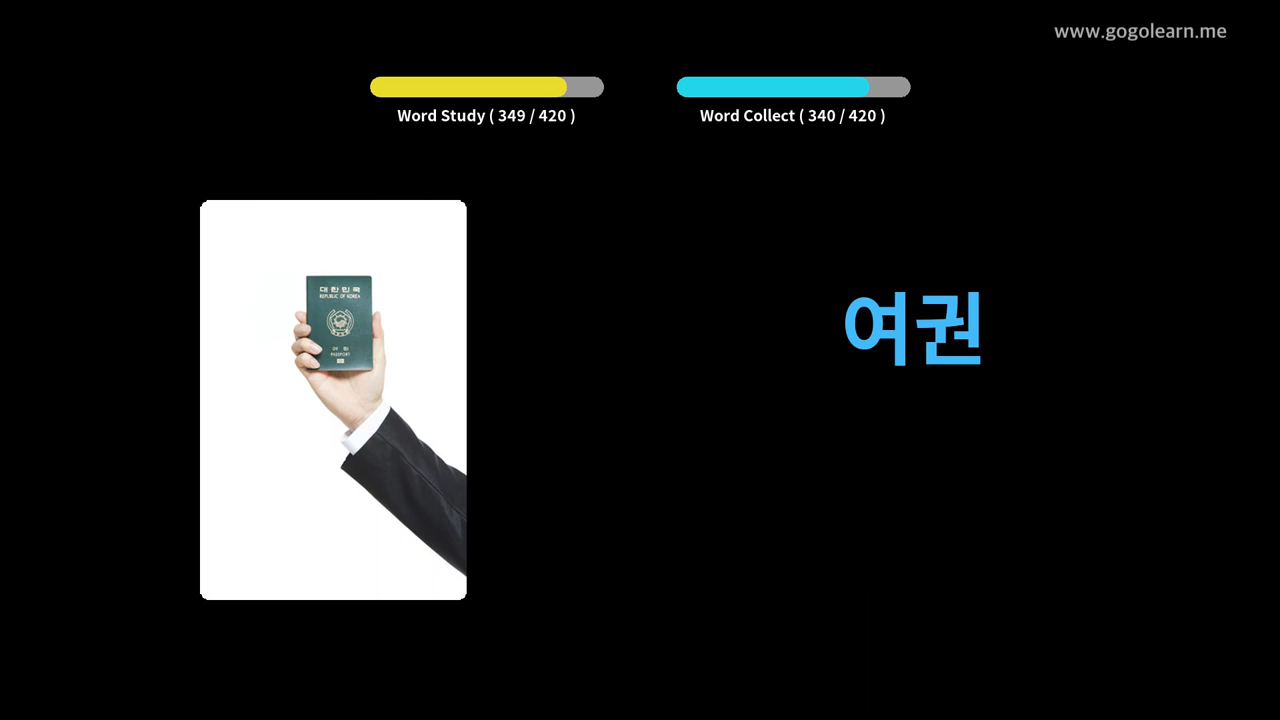 www.gogolearn.me
Word Study ( 349 / 420 )
Word Collect ( 340 / 420 )
대한민국
REPUBLIC OF KOREA
여권
PASSPORT
여권